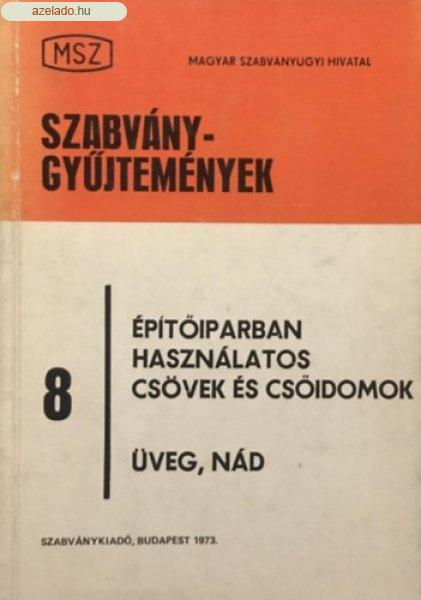 azelado.hu
MSZ
MAGYAR SZABVÁNYÜGYI HIVATAL
SZABVÁNY-
GYŰJTEMÉNYEK
8
ÉPÍTŐIPARBAN
HASZNÁLATOS
CSÖVEK ÉS CSŐIDOMOK
ÜVEG, NÁD
SZABVÁNYKIADÓ, BUDAPEST 1973.